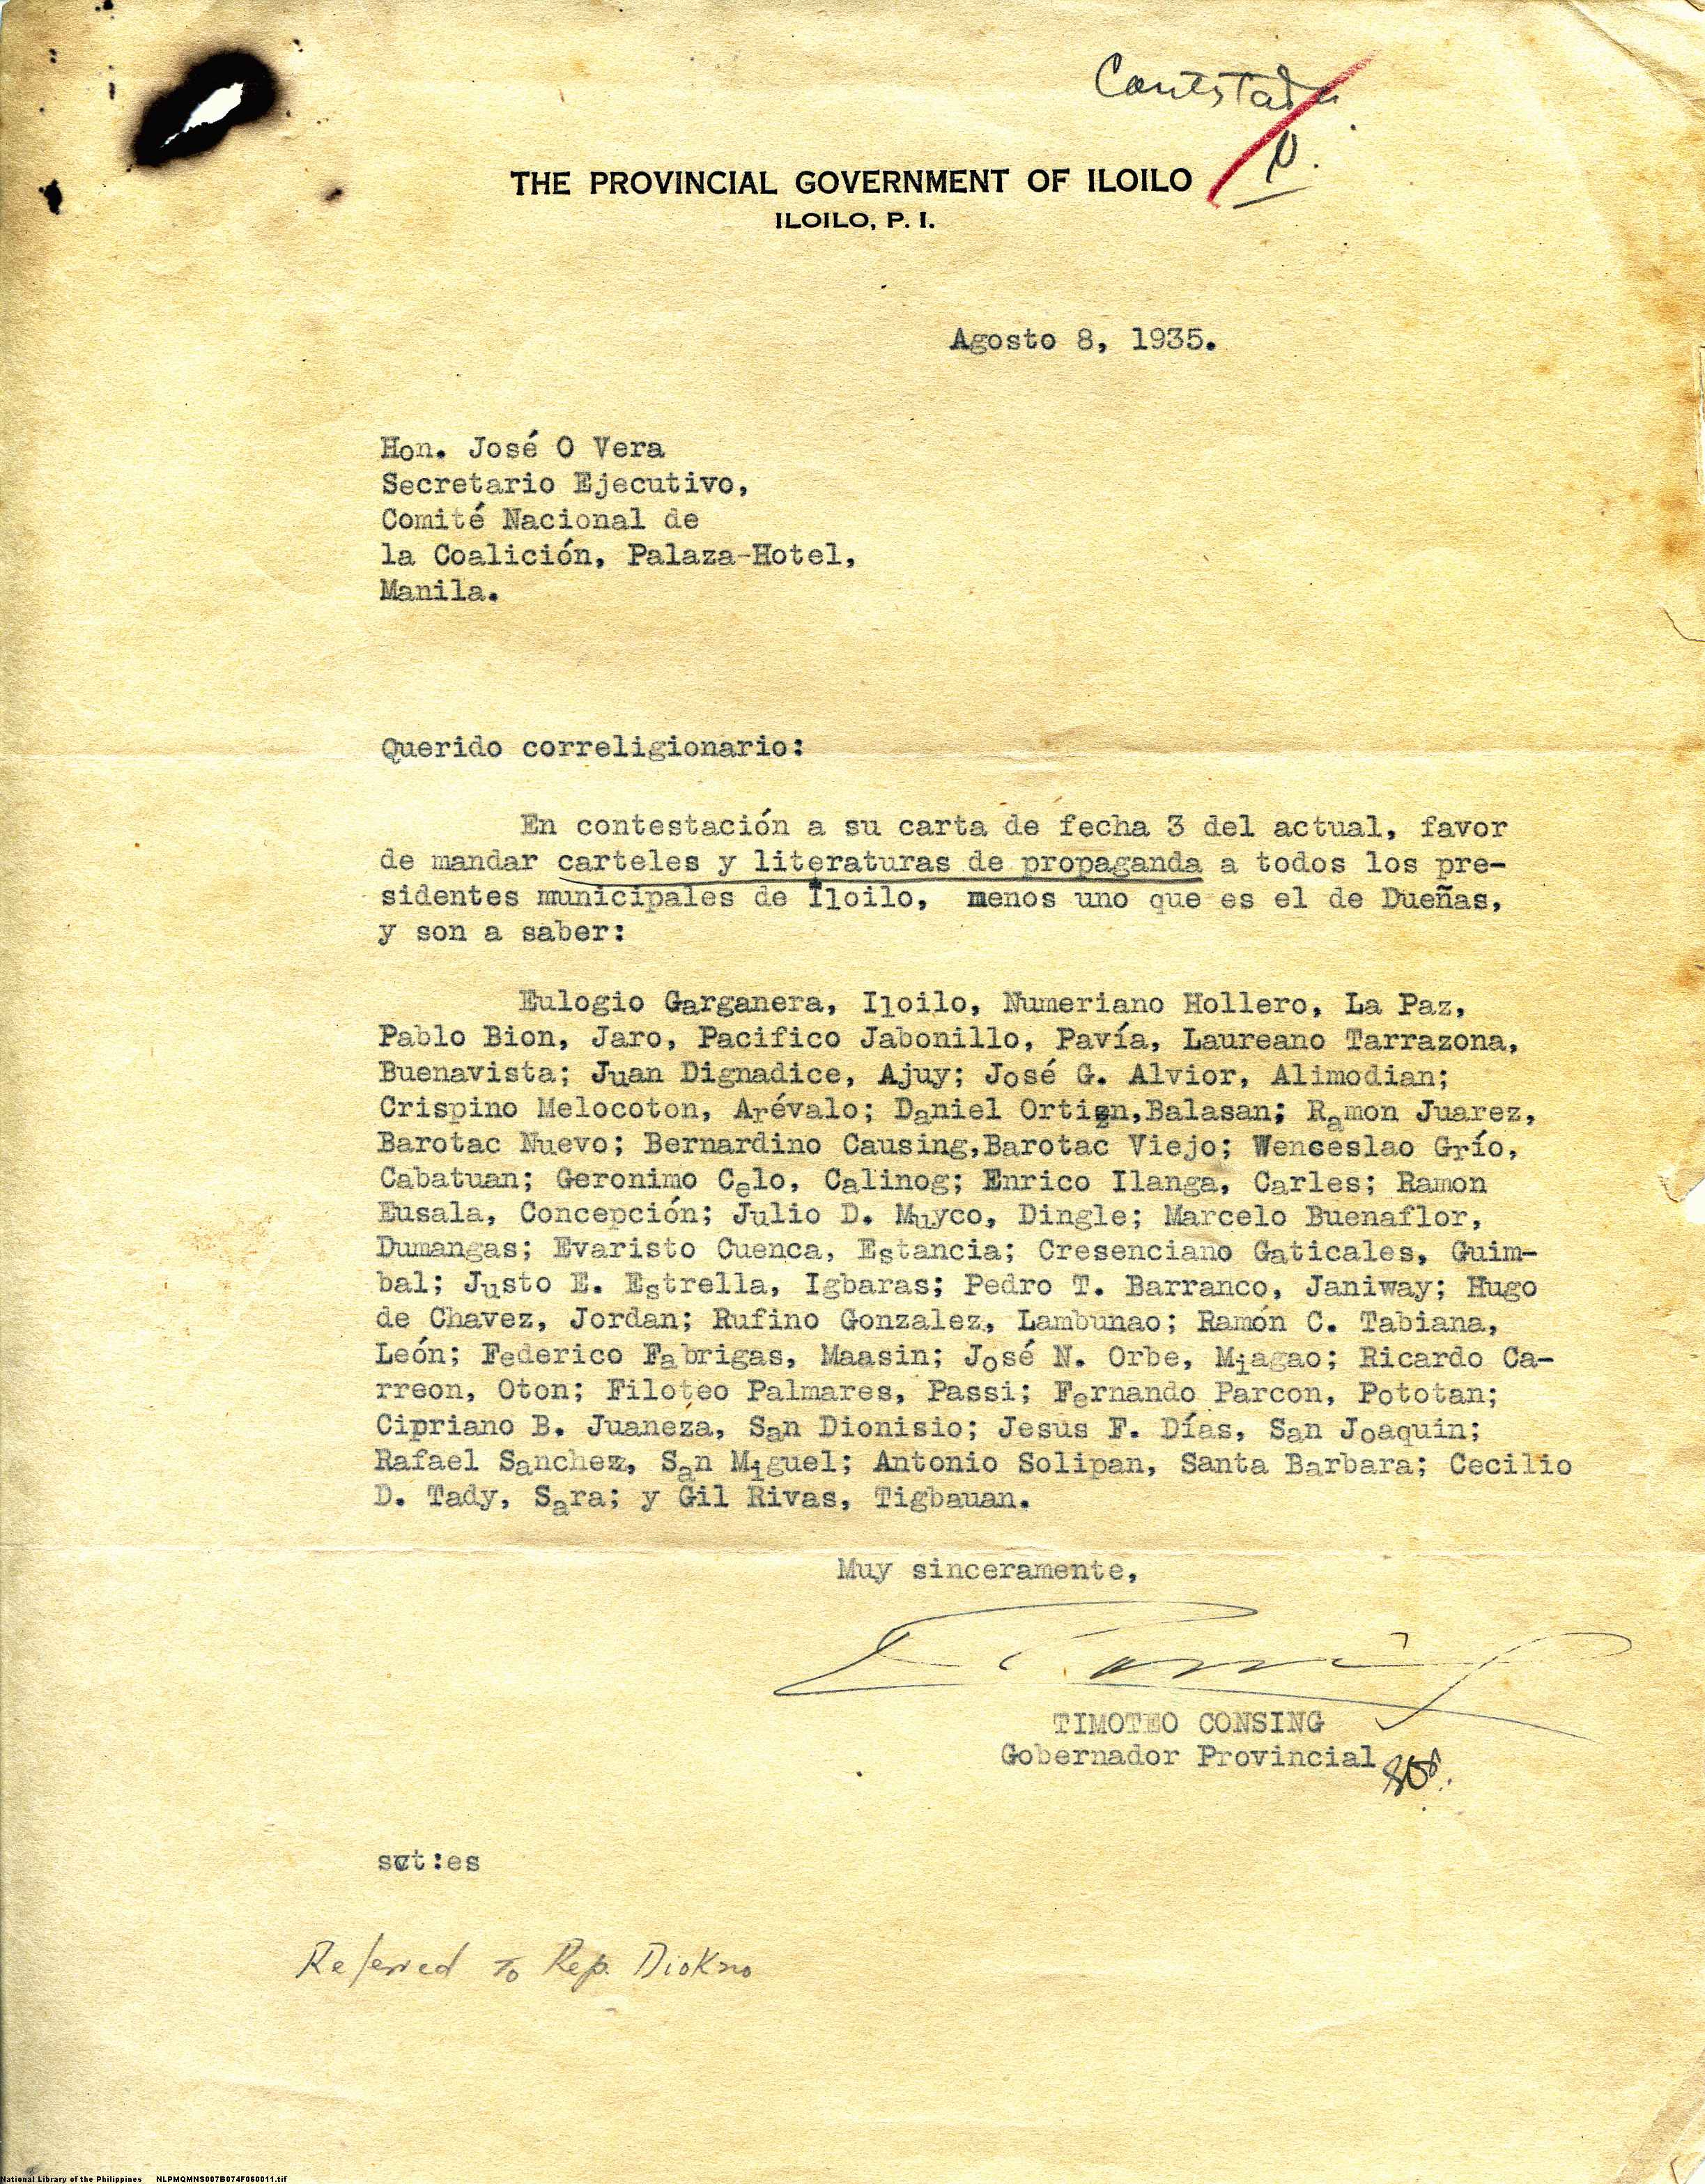 Contestada
P.
THE PROVINCIAL GOVERNMENT OF ILOILO
ILOILO, P. I.
Agosto 8, 1935.
Hon. José O Vera
Secretario Ejecutivo,
Comité Nacional de
la Coalición, Palaza-Hotel,
Manila.
Querido correligionario:
En contestación a su carta de fecha 3 del actual, favor
de mandar carteles y literaturas de propaganda a todos los pre-
sidentes municipales de Iloilo, menos uno que es el de Dueñas,
y son a saber:
Eulogio Garganera, Iloilo, Numeriano Hollero, La Paz,
Pablo Bion, Jaro, Pacifico Jabonillo, Pavía, Laureano Tarrazona,
Buenavista; Juan Dignadice, Ajuy; José G. Alvior, Alimodian;
Crispino Melocoton, Arévalo; Daniel Ortign,Balasan; Ramon Juarez,
Barotac Nuevo; Bernardino Causing,Barotac Viejo; Wenseslao Grío,
Cabatuan; Geronimo Celo, Calinog; Enrico Ilanga, Carles; Ramon
Eusala, Concepción; Julio D. Muyco, Dingle; Marcelo Buenaflor,
Dumangas; Evaristo Cuenca, Estancia; Cresenciano Gaticales, Guim-
bal; Justo E. Estrella, Igbaras; Pedro T. Barranco, Janiway; Hugo
de Chavez, Jordan; Rufino Gonzalez, Lambunao; Ramón C. Tabiana,
León; Federico Fabrigas, Maasin; José N. Orbe, Miagao; Ricardo Ca-
rreon, Oton; Filoteo Palmares, Passi; Fernando Parcon, Pototan;
Cipriano B. Juaneza, San Dionisio; Jesus F. Días, San Joaquin;
Rafael Sanchez, San Miguel; Antonio Solipan, Santa Barbara; Cecilio
D. Tady, Sara; y Gil Rivas, Tigbauan.
Muy sinceramente,
TIMOTEO CONSING
Gobernador Provincial
sct:es
Referred to Rep. Diokno
National Library of the Philippines NLPMQMNS007B074F060011.tif